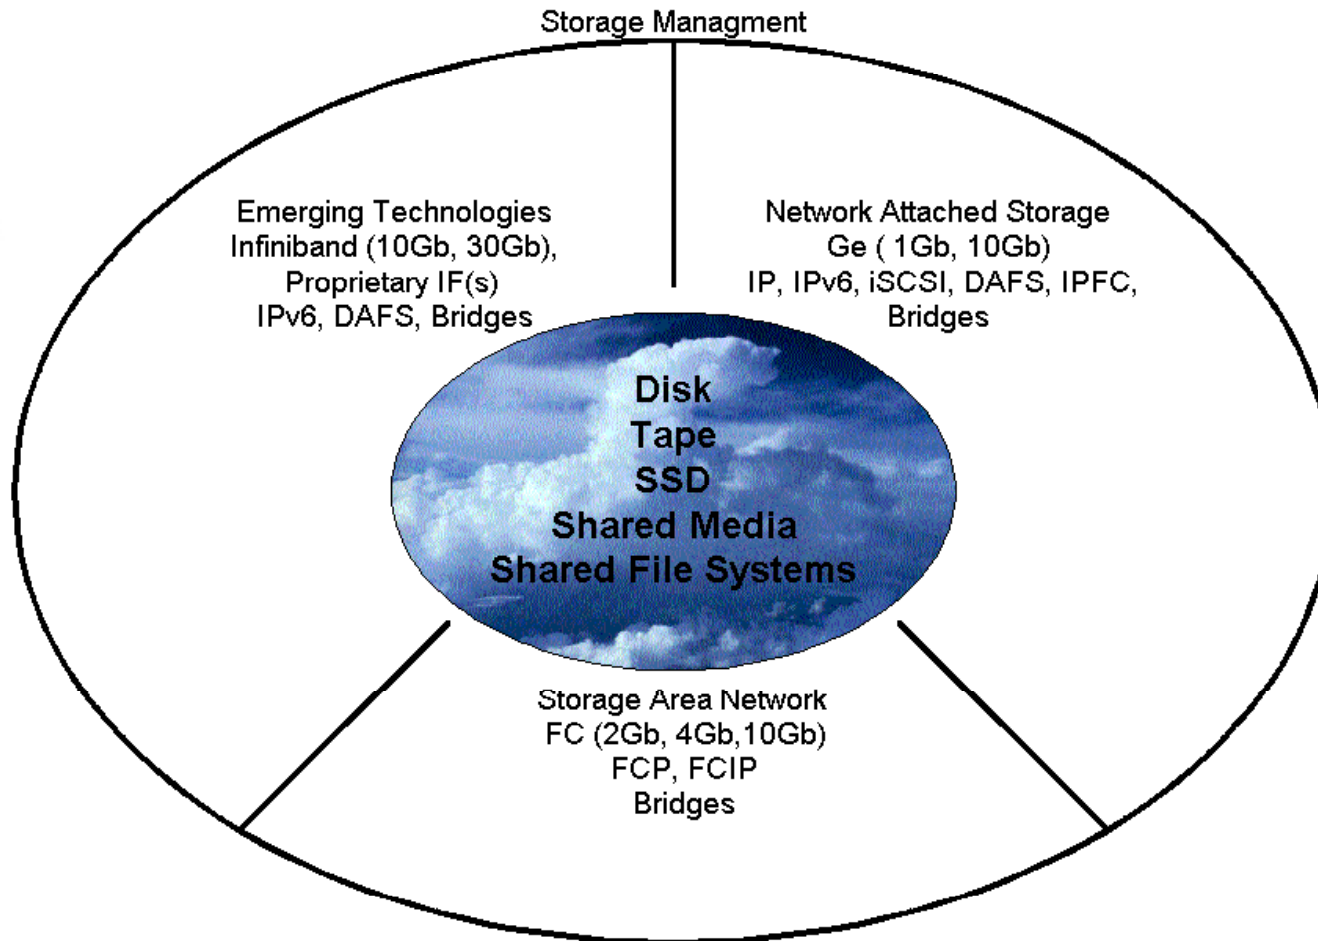 Storage Managment
Emerging Technologies
Infiniband (10Gb, 30Gb),
Proprietary IF(s)
IPv6, DAFS, Bridges
Network Attached Storage
Ge ( 1Gb, 10Gb)
IP, IPv6, iSCSI, DAFS, IPFC,
Bridges
Disk
Tape
SSD
Shared Media
Shared File Systems
Storage Area Network
FC (2Gb, 4Gb,10Gb)
FCP, FCIP
Bridges